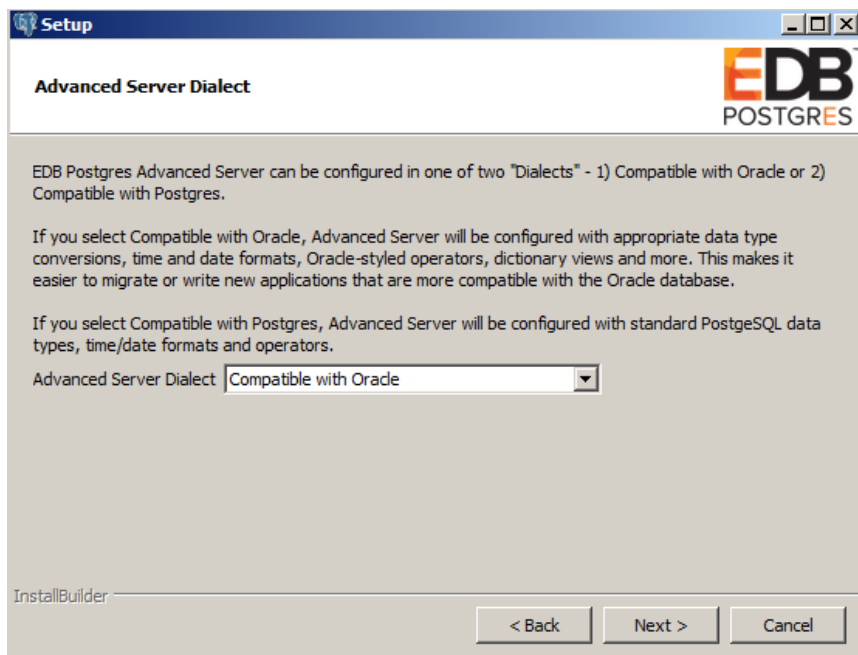 Setup
Advanced Server Dialect
EDB
POSTGRES
EDB Postgres Advanced Server can be configured in one of two "Dialects" - 1) Compatible with Oracle or 2)
Compatible with Postgres.
If you select Compatible with Oracle, Advanced Server will be configured with appropriate data type
conversions, time and date formats, Oracle-styled operators, dictionary views and more. This makes it
easier to migrate or write new applications that are more compatible with the Oracle database.
If you select Compatible with Postgres, Advanced Server will be configured with standard PostgeSQL data
types, time/date formats and operators.
Advanced Server Dialect Compatible with Oracle
InstallBuilder
< Back Next > Cancel